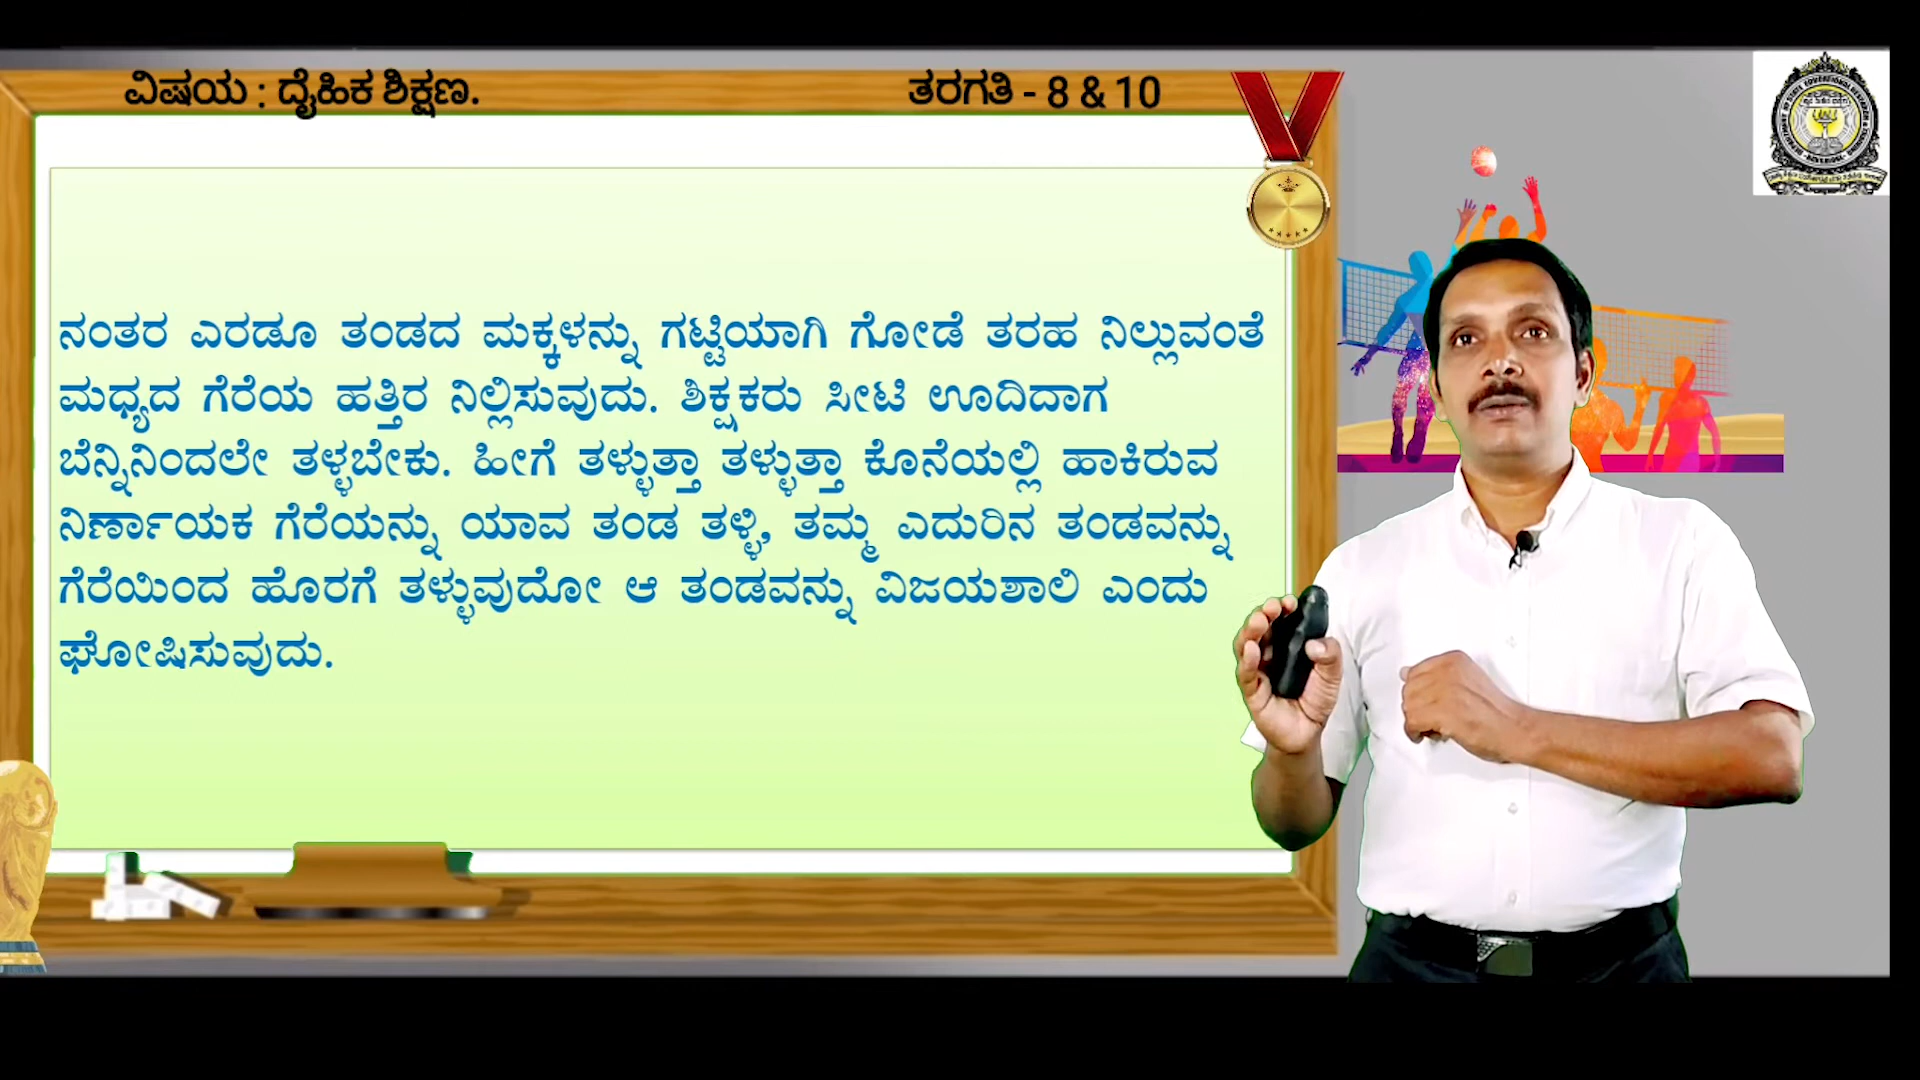 ವಿಷಯ : ದೈಹಿಕ ಶಿಕ್ಷಣ.
ತರಗತಿ - 8 & 10
ನಂತರ ಎರಡೂ ತಂಡದ ಮಕ್ಕಳನ್ನು ಗಟ್ಟಿಯಾಗಿ ಗೋಡೆ ತರಹ ನಿಲ್ಲುವಂತೆ
ಮಧ್ಯದ ಗೆರೆಯ ಹತ್ತಿರ ನಿಲ್ಲಿಸುವುದು. ಶಿಕ್ಷಕರು ಸೀಟಿ ಊದಿದಾಗ
ಬೆನ್ನಿನಿಂದಲೇ ತಳ್ಳಬೇಕು. ಹೀಗೆ ತಳ್ಳುತ್ತಾ ತಳ್ಳುತ್ತಾ ಕೊನೆಯಲ್ಲಿ ಹಾಕಿರುವ
ನಿರ್ಣಾಯಕ ಗೆರೆಯನ್ನು ಯಾವ ತಂಡ ತಳ್ಳಿ, ತಮ್ಮ ಎದುರಿನ ತಂಡವನ್ನು
ಗೆರೆಯಿಂದ ಹೊರಗೆ ತಳ್ಳುವುದೋ ಆ ತಂಡವನ್ನು ವಿಜಯಶಾಲಿ ಎಂದು
ಘೋಷಿಸುವುದು.